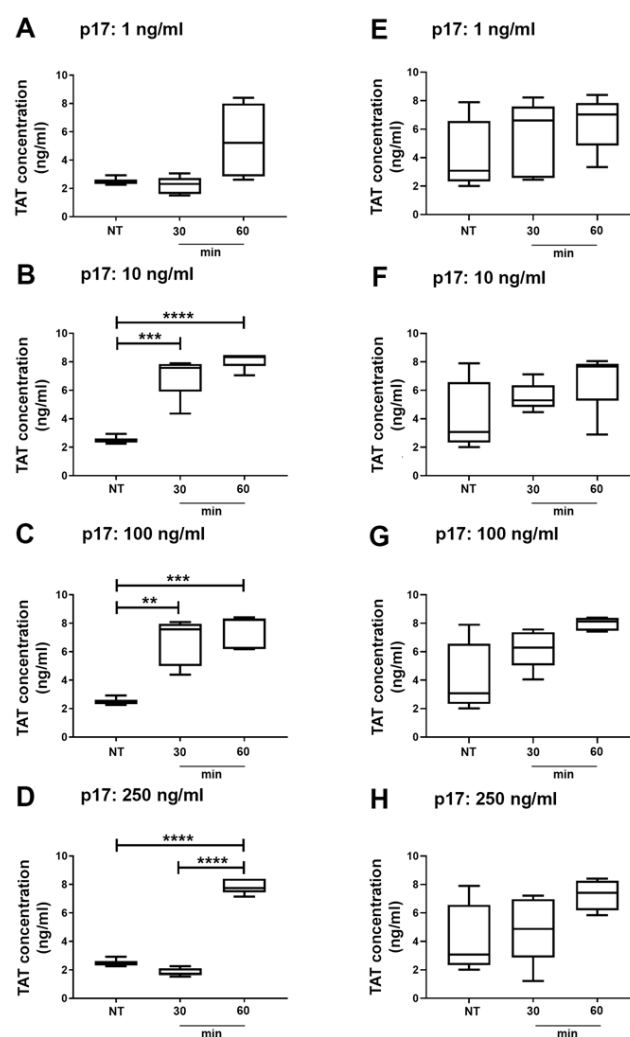 A p17: 1 ng/ml
TAT concentration
(ng/ml)
10
8
6
4
2
0
NT 30 60
min
B p17: 10 ng/ml
**** 
***
TAT concentration
(ng/ml)
10
8
6
4
2
0
NT 30 60
min
C p17: 100 ng/ml
***
**
TAT concentration
(ng/ml)
10
8
6
4
2
0
NT 30 60
min
D p17: 250 ng/ml
****
****
TAT concentration
(ng/ml)
10
8
6
4
2
0
NT 30 60
min
E p17: 1 ng/ml
TAT concentration
(ng/ml)
10
8
6
4
2
0
NT 30 60
min
F p17: 10 ng/ml
TAT concentration
(ng/ml)
10
8
6
4
2
0
NT 30 60
min
G p17: 100 ng/ml
TAT concentration
(ng/ml)
10
8
6
4
2
0
NT 30 60
min
H p17: 250 ng/ml
TAT concentration
(ng/ml)
10
8
6
4
2
0
NT 30 60
min